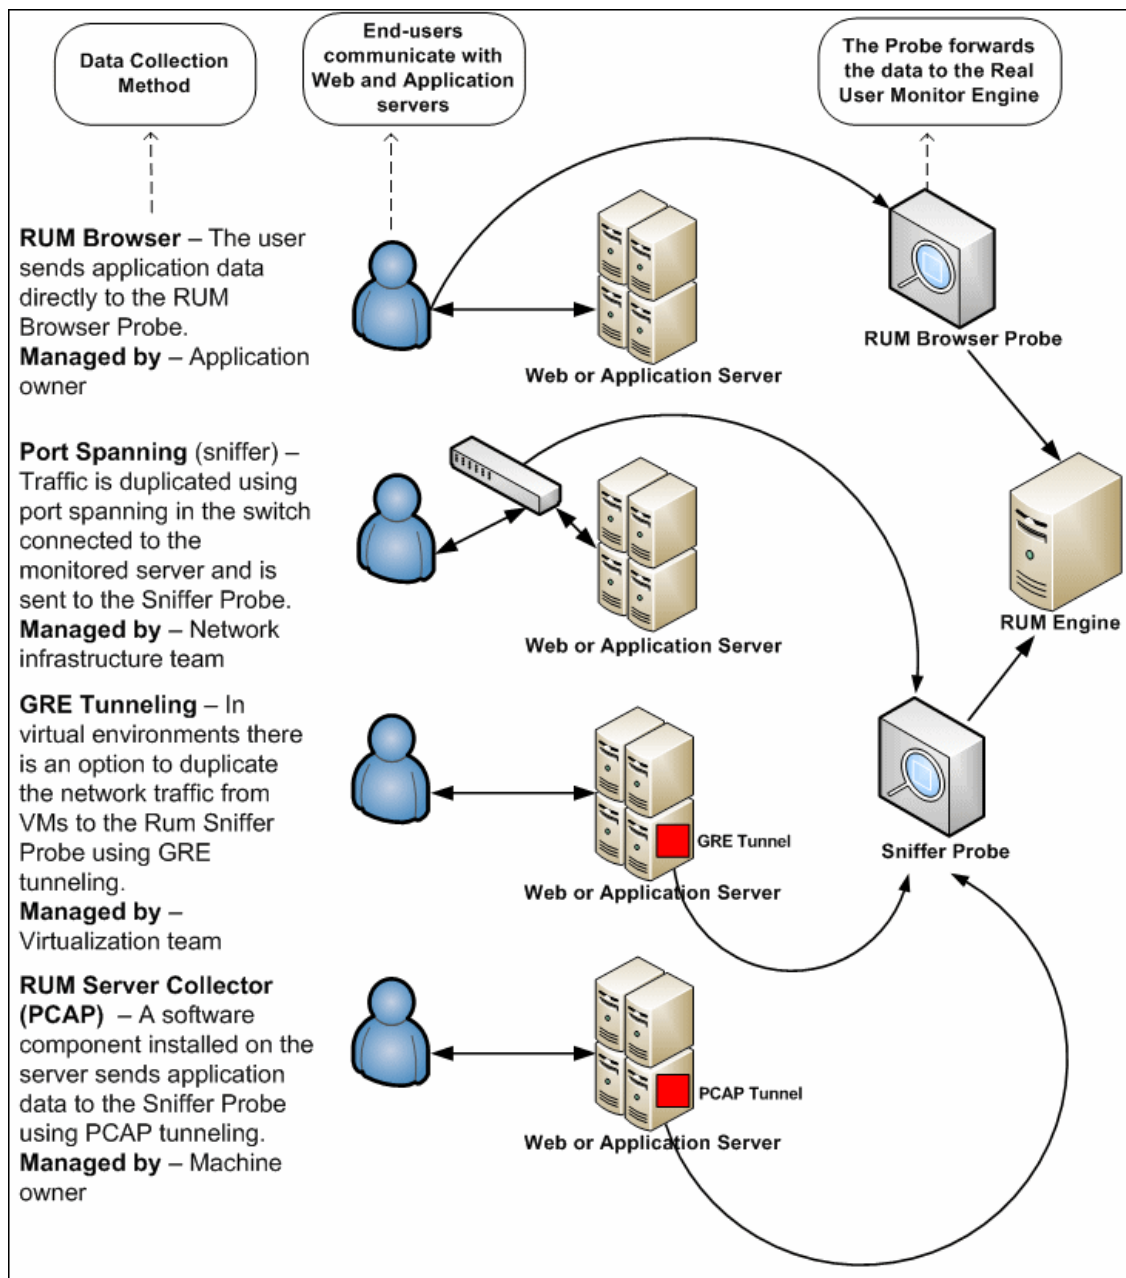 Data Collection
Method
End-users
communicate with
Web and Application
servers
The Probe forwards
the data to the Real
User Monitor Engine
RUM Browser – The user
sends application data
directly to the RUM
Browser Probe.
Managed by – Application
owner
Web or Application Server
RUM Browser Probe
Port Spanning (sniffer) –
Traffic is duplicated using
port spanning in the switch
connected to the
monitored server and is
sent to the Sniffer Probe.
Managed by – Network
infrastructure team
Web or Application Server
RUM Engine
GRE Tunneling – In
virtual environments there
is an option to duplicate
the network traffic from
VMs to the Rum Sniffer
Probe using GRE
tunneling.
Managed by –
Virtualization team
GRE Tunnel
Web or Application Server
Sniffer Probe
RUM Server Collector
(PCAP) – A software
component installed on the
server sends application
data to the Sniffer Probe
using PCAP tunneling.
Managed by – Machine
owner
PCAP Tunnel
Web or Application Server